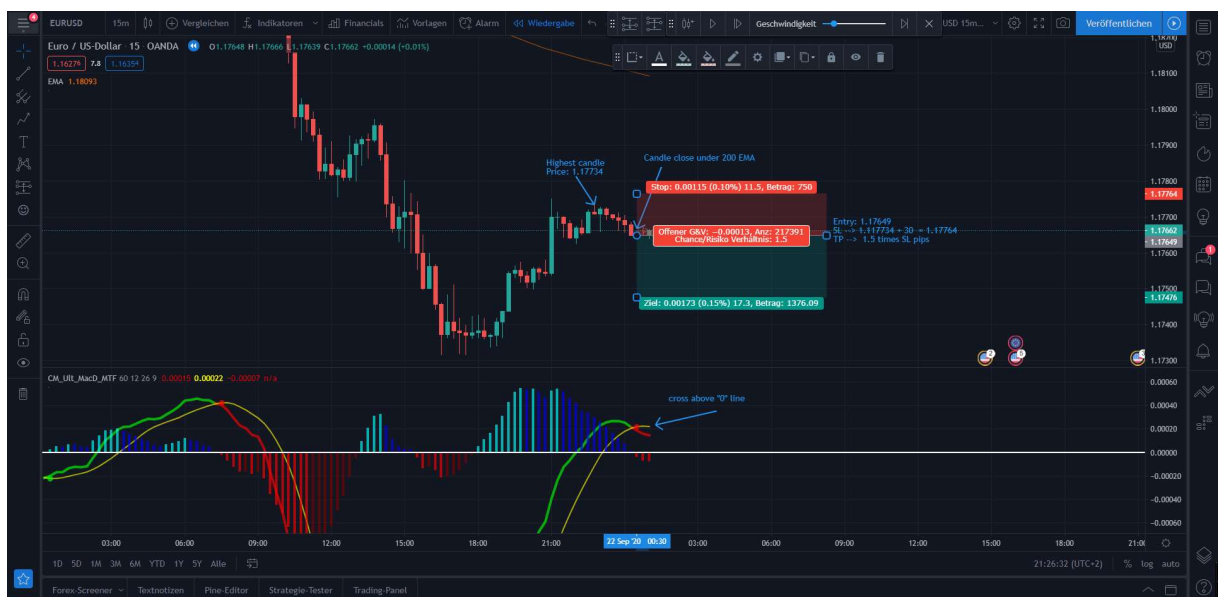 EURUSD 15m Vergleichen Indikatoren Financials Vorlagen Alarm Wiedergabe Geschwindigkeit USD 15m... Veröffentlichen
Euro / US-Dollar · 15 · OANDA O1.17648 H1.17666 L1.17639 C1.17662 +0.00014 (+0.01%)
1.16276 7.8 1.16354
EMA 1.18093
USD
1.18100
1.18000
1.17900
1.17800
1.17764
1.17700
1.17662
1.17649
1.17600
1.17500
1.17476
1.17400
1.17300
Highest candle
Price: 1.17734
Candle close under 200 EMA
Stop: 0.00115 (0.10%) 11.5, Betrag: 750
Offener G&V: −0.00013, Anz: 217391
Chance/Risiko Verhältnis: 1.5
Entry: 1.17649
SL --> 1.117734 + 30 = 1.17764
TP --> 1.5 times SL pips
Ziel: 0.00173 (0.15%) 17.3, Betrag: 1376.09
CM_Ult_MacD_MTF 60 12 26 9 0.00015 0.00022 −0.00007 n/a
cross above "0" line
0.00060
0.00040
0.00020
0.00000
−0.00020
−0.00040
−0.00060
03:00 06:00 09:00 12:00 15:00 18:00 21:00 22 Sep '20 00:30 03:00 06:00 09:00 12:00 15:00 18:00 21:0
1D 5D 1M 3M 6M YTD 1Y 5Y Alle 21:26:32 (UTC+2) % log auto
Forex-Screener Textnotizen Pine-Editor Strategie-Tester Trading-Panel